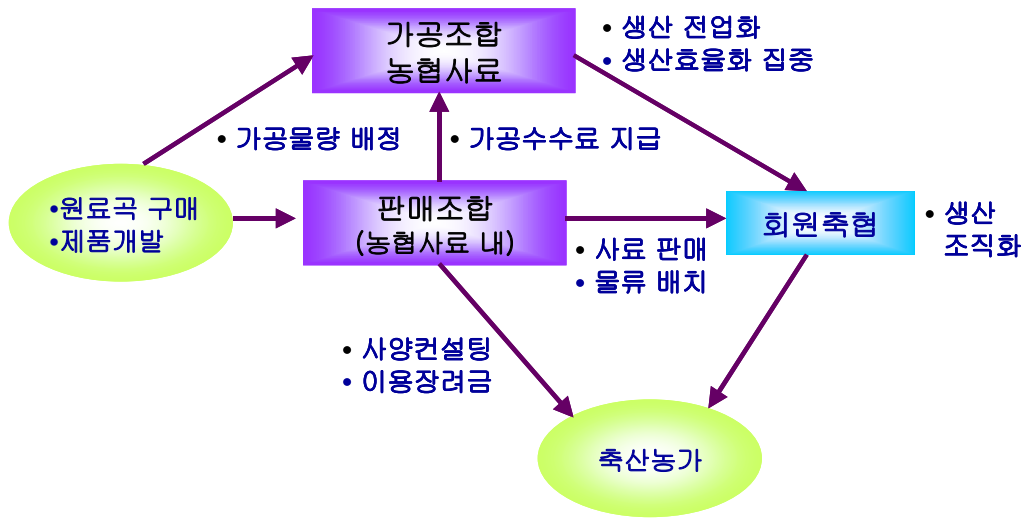 가공조합
농협사료
• 생산 전업화
• 생산효율화 집중
• 가공물량 배정
• 가공수수료 지급
•원료곡 구매
•제품개발
판매조합
(농협사료 내)
회원축협
• 생산
조직화
• 사료 판매
• 물류 배치
• 사양컨설팅
• 이용장려금
축산농가